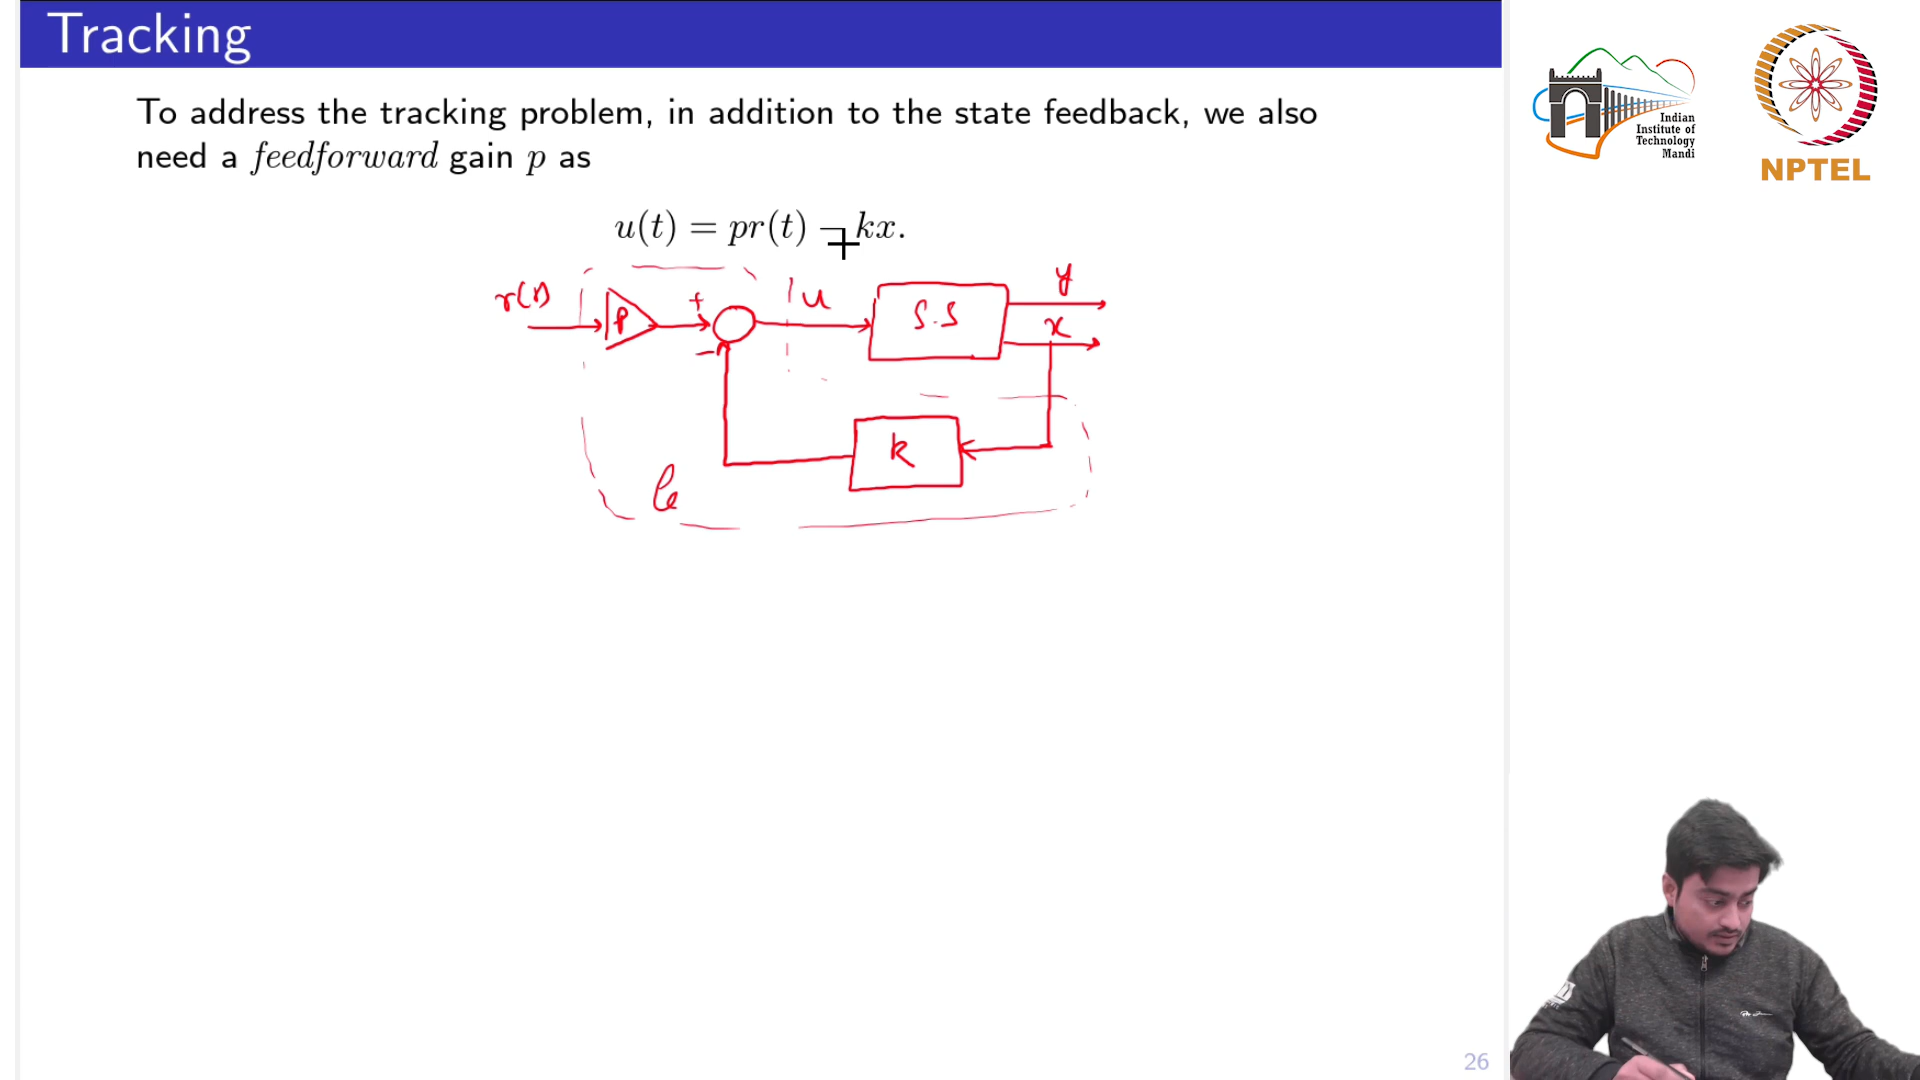 Tracking
To address the tracking problem, in addition to the state feedback, we also
need a feedforward gain p as
u(t) = pr(t) − kx.
r(t)
p
+
−
u
S.S
y
x
k
Indian
Institute of
Technology
Mandi
NPTEL
26